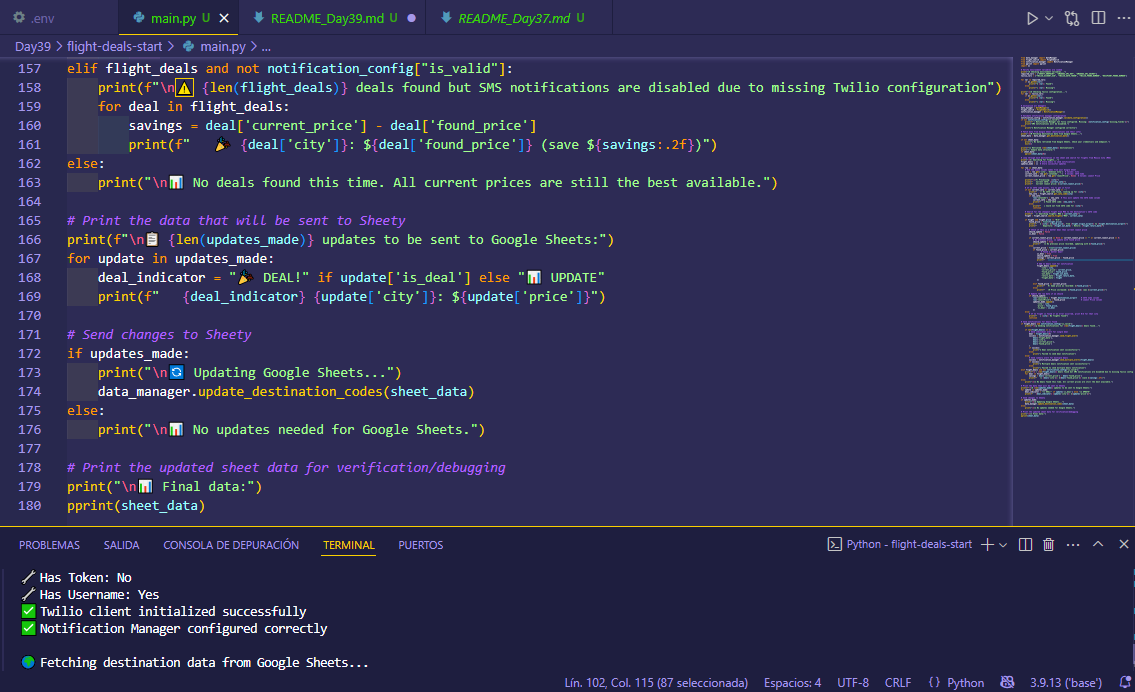 .env main.py U README_Day39.md U README_Day37.md U
Day39 > flight-deals-start > main.py > ...
157 elif flight_deals and not notification_config["is_valid"]:
158 print(f"\n⚠️ {len(flight_deals)} deals found but SMS notifications are disabled due to missing Twilio configuration")
159 for deal in flight_deals:
160 savings = deal['current_price'] - deal['found_price']
161 print(f"   🎉 {deal['city']}: ${deal['found_price']} (save ${savings:.2f})")
162 else:
163 print("\n📊 No deals found this time. All current prices are still the best available.")
164
165 # Print the data that will be sent to Sheety
166 print(f"\n📋 {len(updates_made)} updates to be sent to Google Sheets:")
167 for update in updates_made:
168 deal_indicator = "🎉 DEAL!" if update['is_deal'] else "📊 UPDATE"
169 print(f"   {deal_indicator} {update['city']}: ${update['price']}")
170
171 # Send changes to Sheety
172 if updates_made:
173 print("\n🔄 Updating Google Sheets...")
174 data_manager.update_destination_codes(sheet_data)
175 else:
176 print("\n📊 No updates needed for Google Sheets.")
177
178 # Print the updated sheet data for verification/debugging
179 print("\n📊 Final data:")
180 pprint(sheet_data)
PROBLEMAS SALIDA CONSOLA DE DEPURACIÓN TERMINAL PUERTOS Python - flight-deals-start
🔧 Has Token: No
🔧 Has Username: Yes
✅ Twilio client initialized successfully
✅ Notification Manager configured correctly
🌍 Fetching destination data from Google Sheets...
Lín. 102, Col. 115 (87 seleccionada) Espacios: 4 UTF-8 CRLF {} Python 3.9.13 ('base')